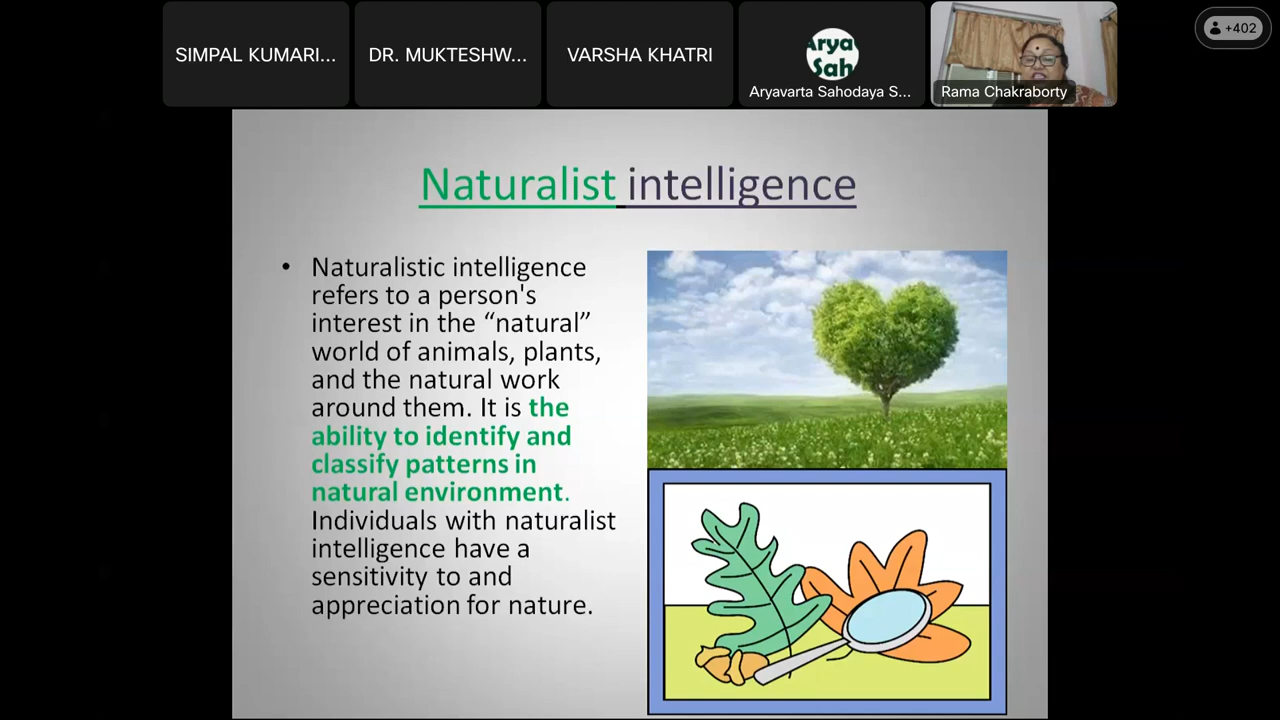 SIMPAL KUMARI...
DR. MUKTESHW...
VARSHA KHATRI
Arya
Sah
Aryavarta Sahodaya S...
Rama Chakraborty
+402
Naturalist intelligence
• Naturalistic intelligence
refers to a person's
interest in the “natural”
world of animals, plants,
and the natural work
around them. It is the
ability to identify and
classify patterns in
natural environment.
Individuals with naturalist
intelligence have a
sensitivity to and
appreciation for nature.